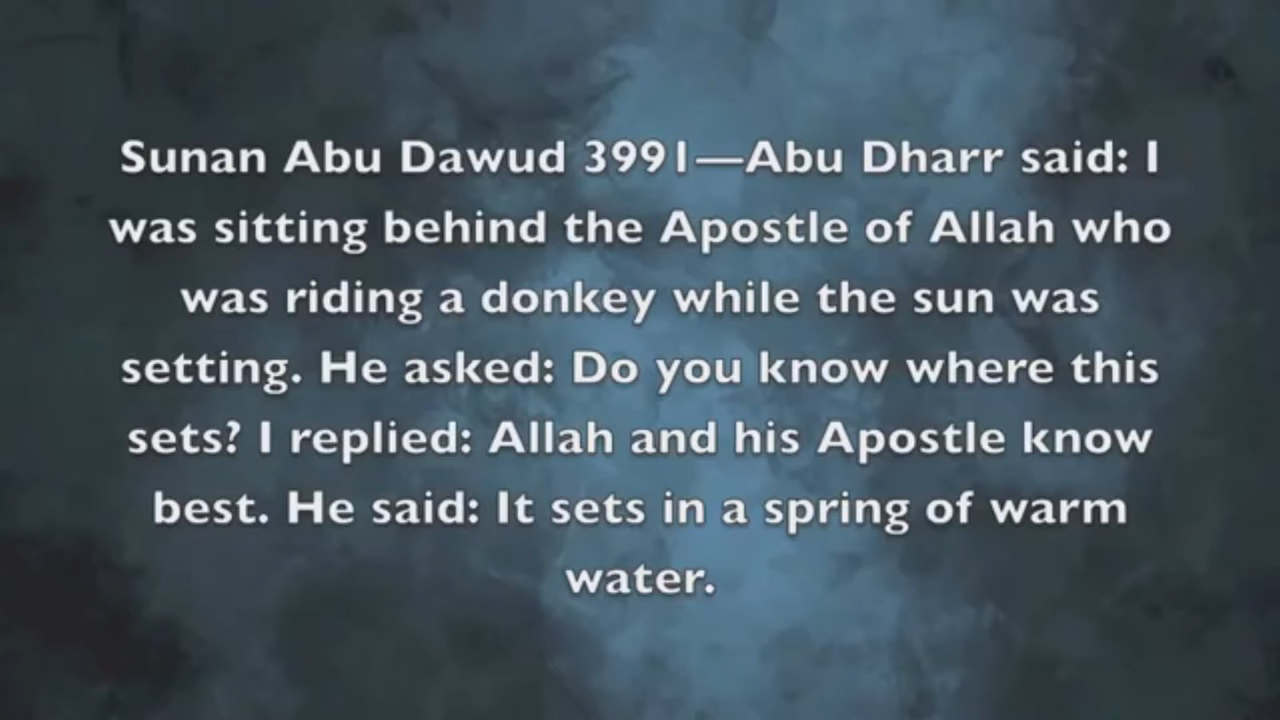 Sunan Abu Dawud 3991—Abu Dharr said: I
was sitting behind the Apostle of Allah who
was riding a donkey while the sun was
setting. He asked: Do you know where this
sets? I replied: Allah and his Apostle know
best. He said: It sets in a spring of warm
water.